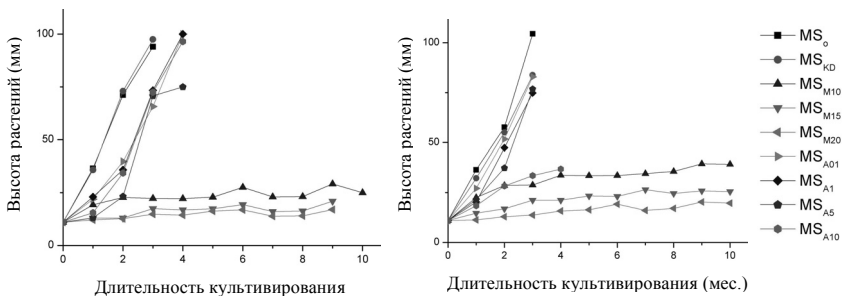 Высота растений (мм)
100
50
0
0
2
4
6
8
10
Длительность культивирования
Высота растений (мм)
100
50
0
0
2
4
6
8
10
Длительность культивирования (мес.)
MSo
MSKD
MSM10
MSM15
MSM20
MSA01
MSA1
MSA5
MSA10